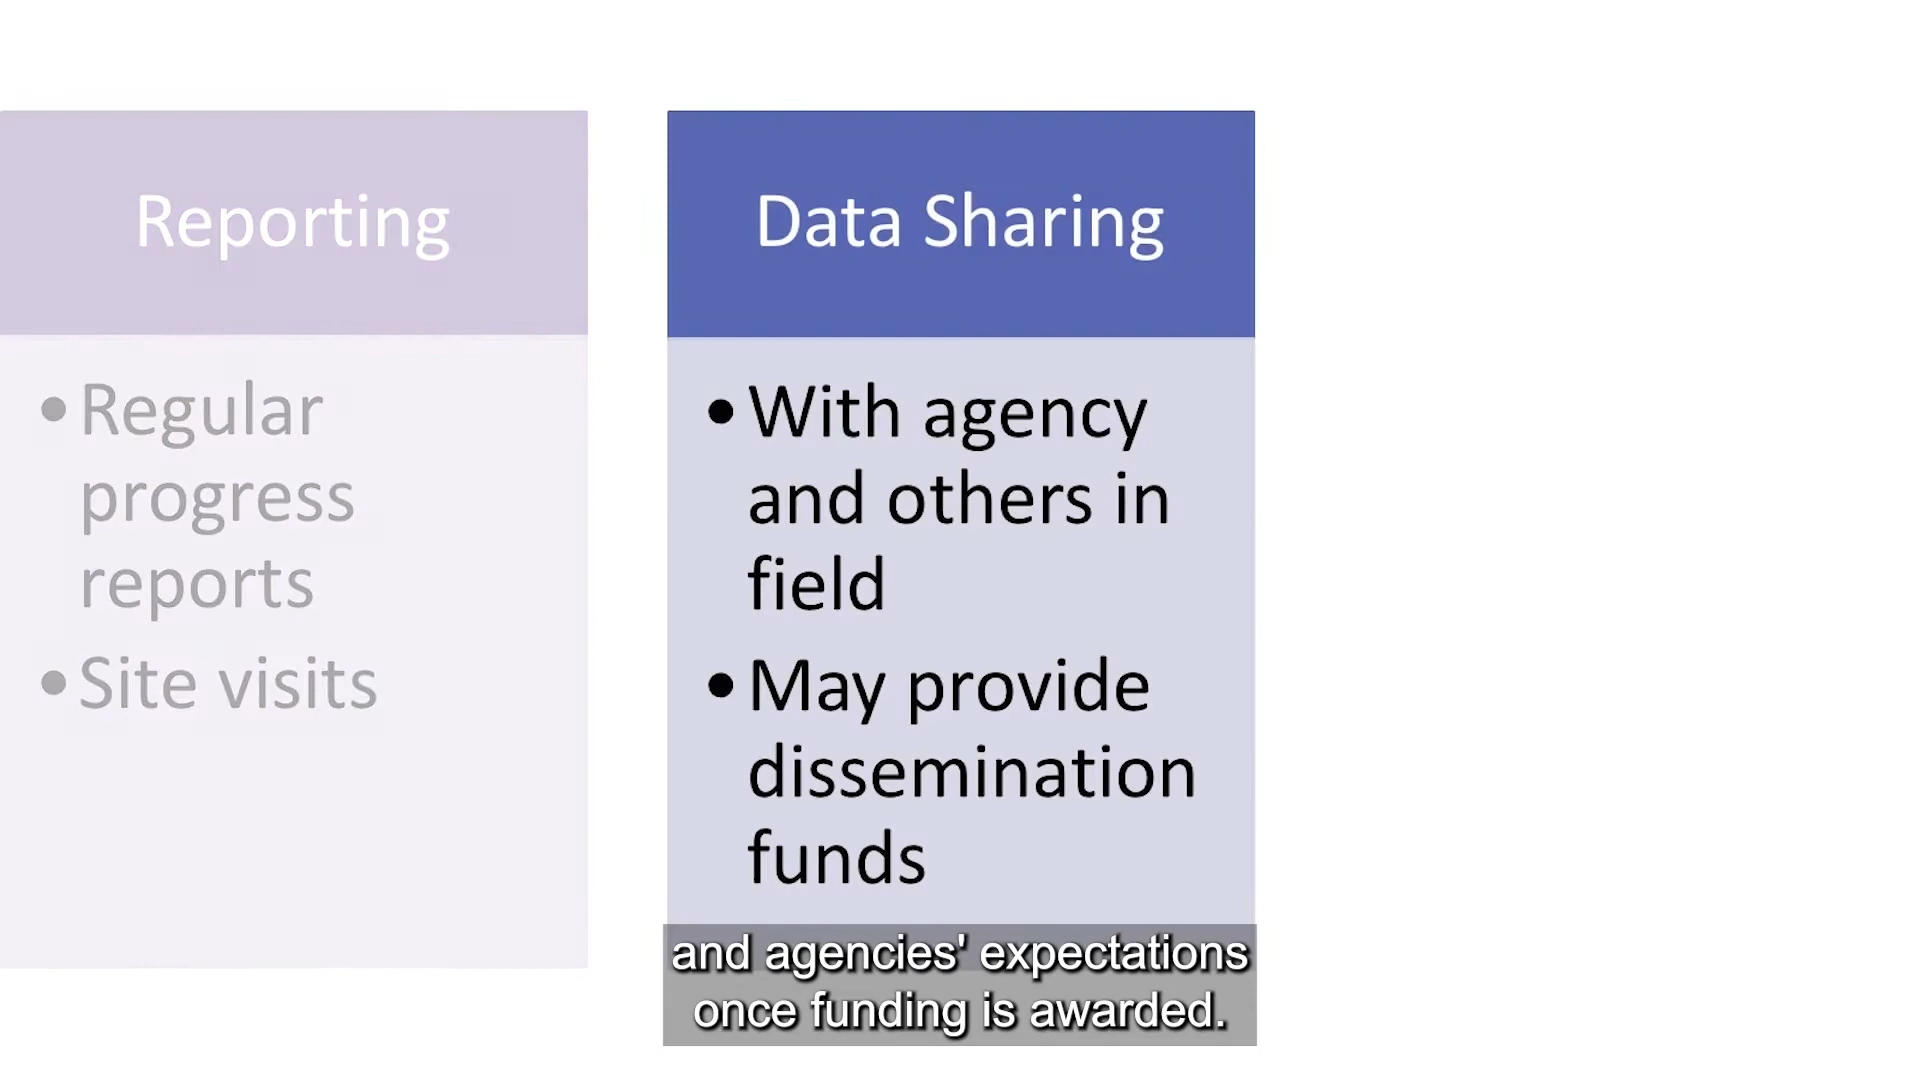 Reporting
• Regular
progress
reports
• Site visits
Data Sharing
• With agency
and others in
field
• May provide
dissemination
funds
and agencies' expectations
once funding is awarded.